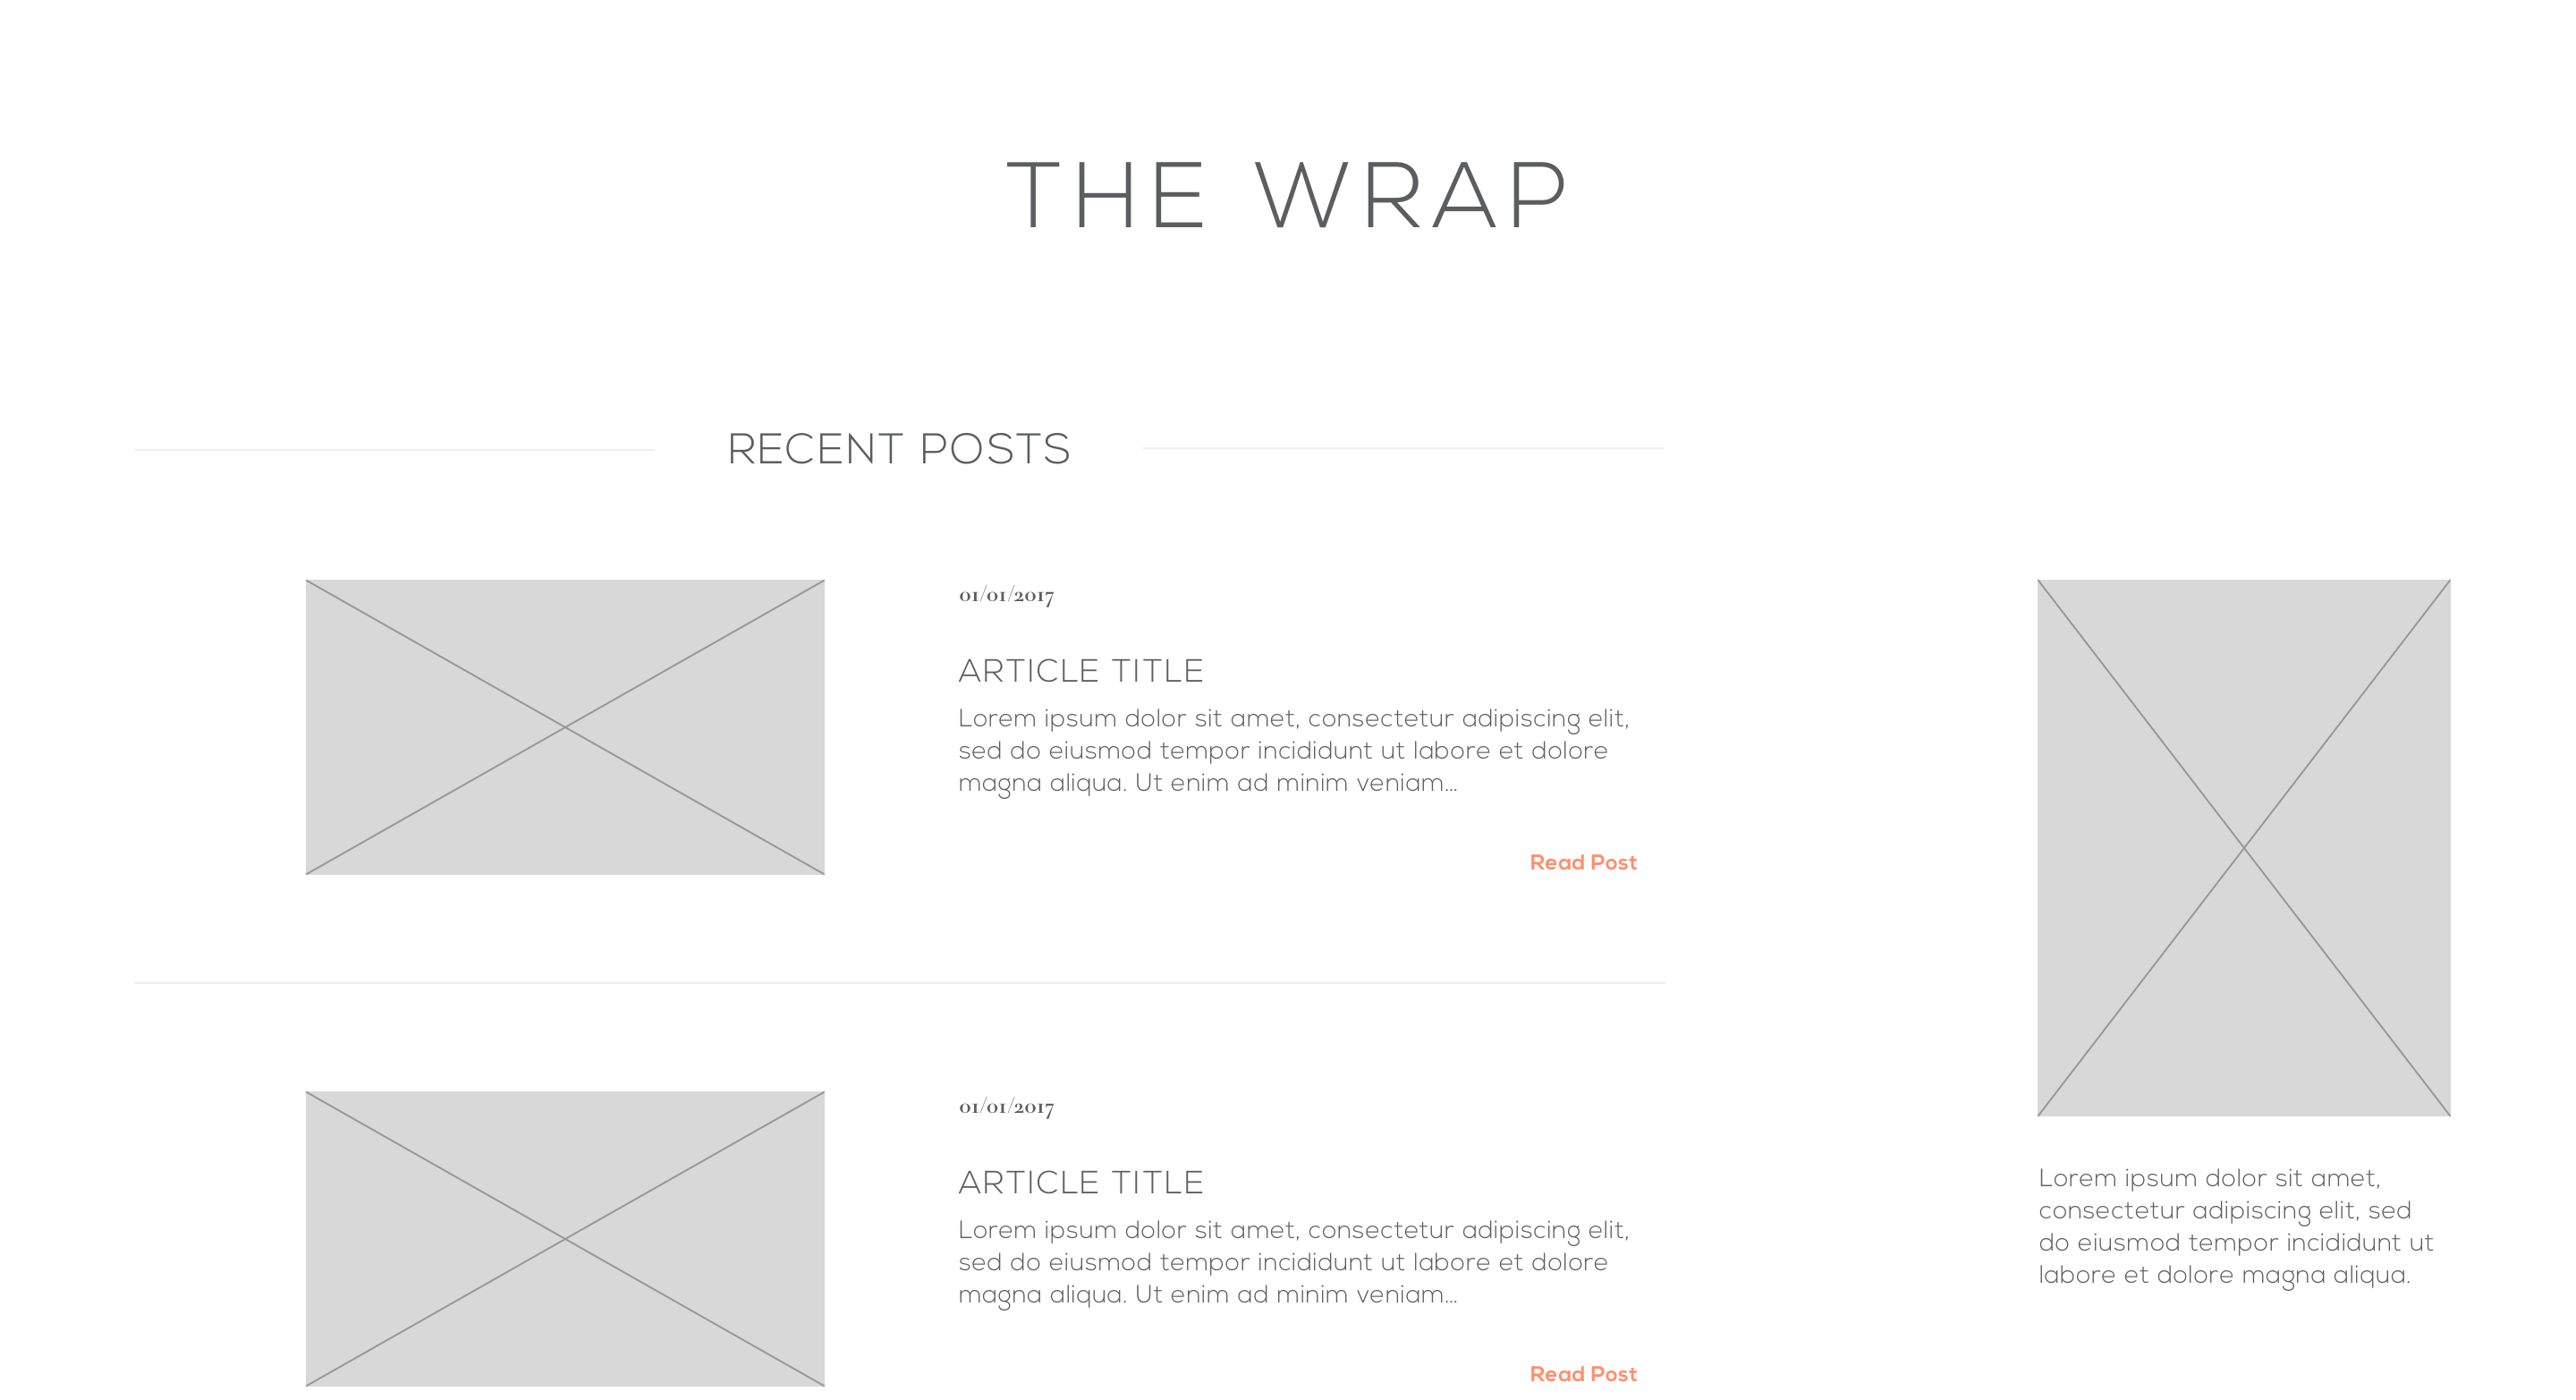 THE WRAP
RECENT POSTS
01/01/2017
ARTICLE TITLE
Lorem ipsum dolor sit amet, consectetur adipiscing elit,
sed do eiusmod tempor incididunt ut labore et dolore
magna aliqua. Ut enim ad minim veniam...
Read Post
01/01/2017
ARTICLE TITLE
Lorem ipsum dolor sit amet, consectetur adipiscing elit,
sed do eiusmod tempor incididunt ut labore et dolore
magna aliqua. Ut enim ad minim veniam...
Read Post
Lorem ipsum dolor sit amet,
consectetur adipiscing elit, sed
do eiusmod tempor incididunt ut
labore et dolore magna aliqua.